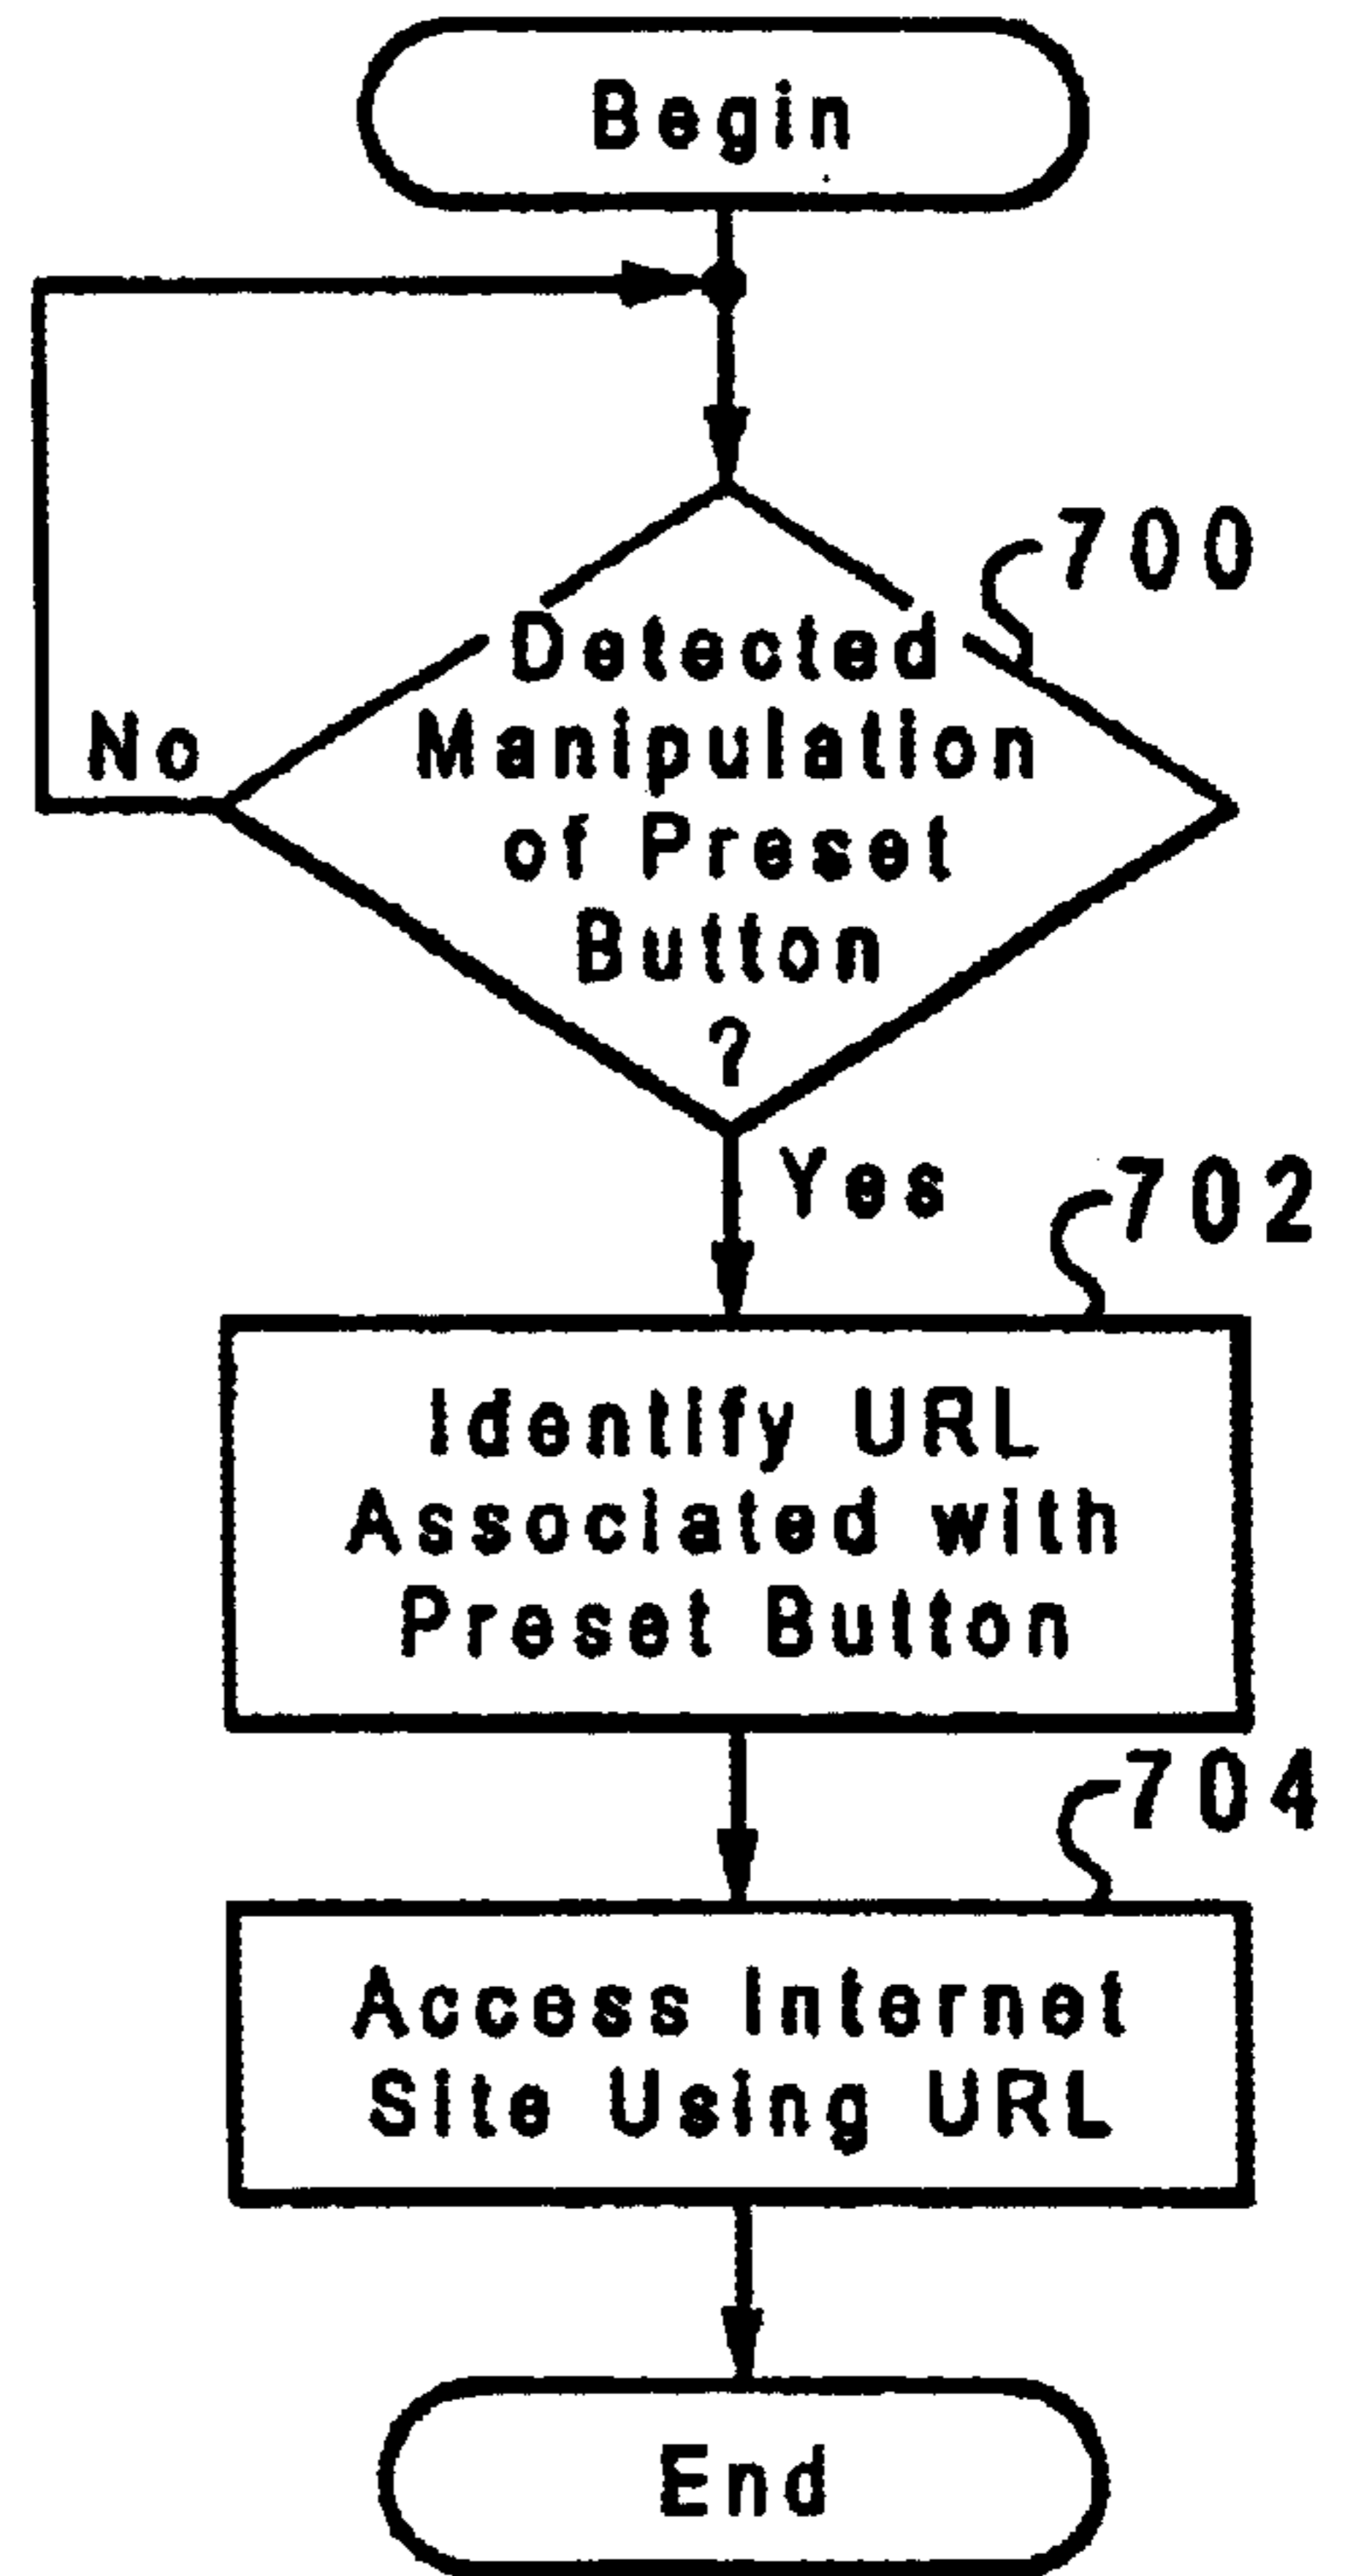 Begin
700
Detected
Manipulation
of Preset
Button
?
No
Yes
702
Identify URL
Associated with
Preset Button
704
Access Internet
Site Using URL
End